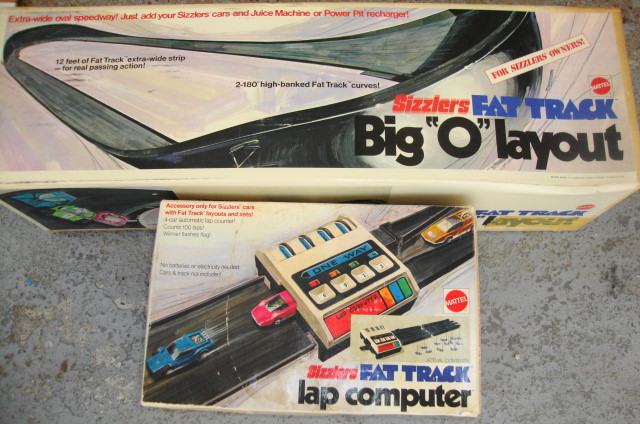 Extra-wide oval speedway! Just add your Sizzlers cars and Juice Machine or Power Pit recharger!
12 feet of Fat Track extra-wide strip
– for real passing action!
2-180° high-banked Fat Track curves!
FOR SIZZLERS OWNERS!
MATTEL
Sizzlers FAT TRACK
Big "O" layout
FAT TRACK
layout
Accessory only for Sizzlers cars
with Fat Track layouts and sets!
4-car automatic lap counter!
Counts 100 laps!
Winner flashes flag!
No batteries or electricity needed.
Cars & track not included!
ONE WAY
LAP COMPUTER
MATTEL
ACTUAL CONTENTS
Sizzlers FAT TRACK
lap computer